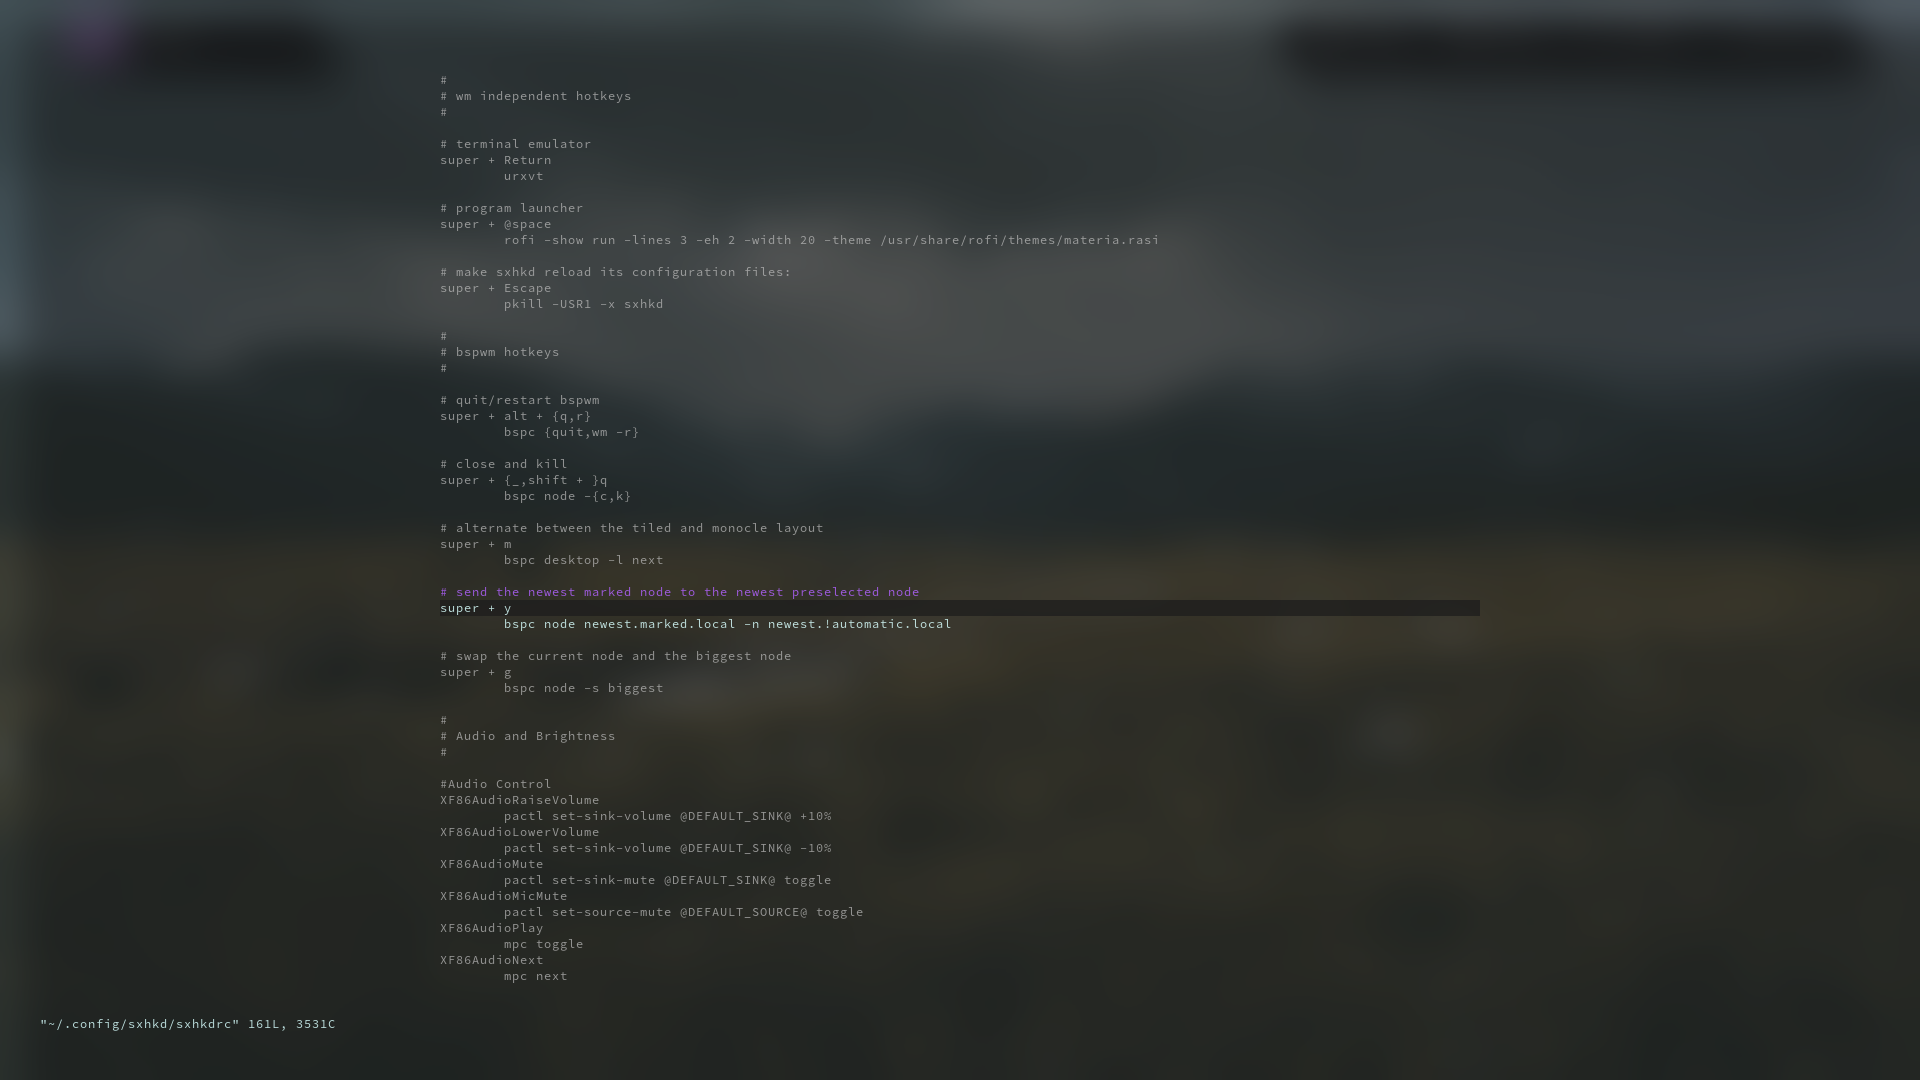 #
# wm independent hotkeys
#
# terminal emulator
super + Return
urxvt
# program launcher
super + @space
rofi -show run -lines 3 -eh 2 -width 20 -theme /usr/share/rofi/themes/materia.rasi
# make sxhkd reload its configuration files:
super + Escape
pkill -USR1 -x sxhkd
#
# bspwm hotkeys
#
# quit/restart bspwm
super + alt + {q,r}
bspc {quit,wm -r}
# close and kill
super + {_,shift + }q
bspc node -{c,k}
# alternate between the tiled and monocle layout
super + m
bspc desktop -l next
# send the newest marked node to the newest preselected node
super + y
bspc node newest.marked.local -n newest.!automatic.local
# swap the current node and the biggest node
super + g
bspc node -s biggest
#
# Audio and Brightness
#
#Audio Control
XF86AudioRaiseVolume
pactl set-sink-volume @DEFAULT_SINK@ +10%
XF86AudioLowerVolume
pactl set-sink-volume @DEFAULT_SINK@ -10%
XF86AudioMute
pactl set-sink-mute @DEFAULT_SINK@ toggle
XF86AudioMicMute
pactl set-source-mute @DEFAULT_SOURCE@ toggle
XF86AudioPlay
mpc toggle
XF86AudioNext
mpc next
"~/.config/sxhkd/sxhkdrc" 161L, 3531C